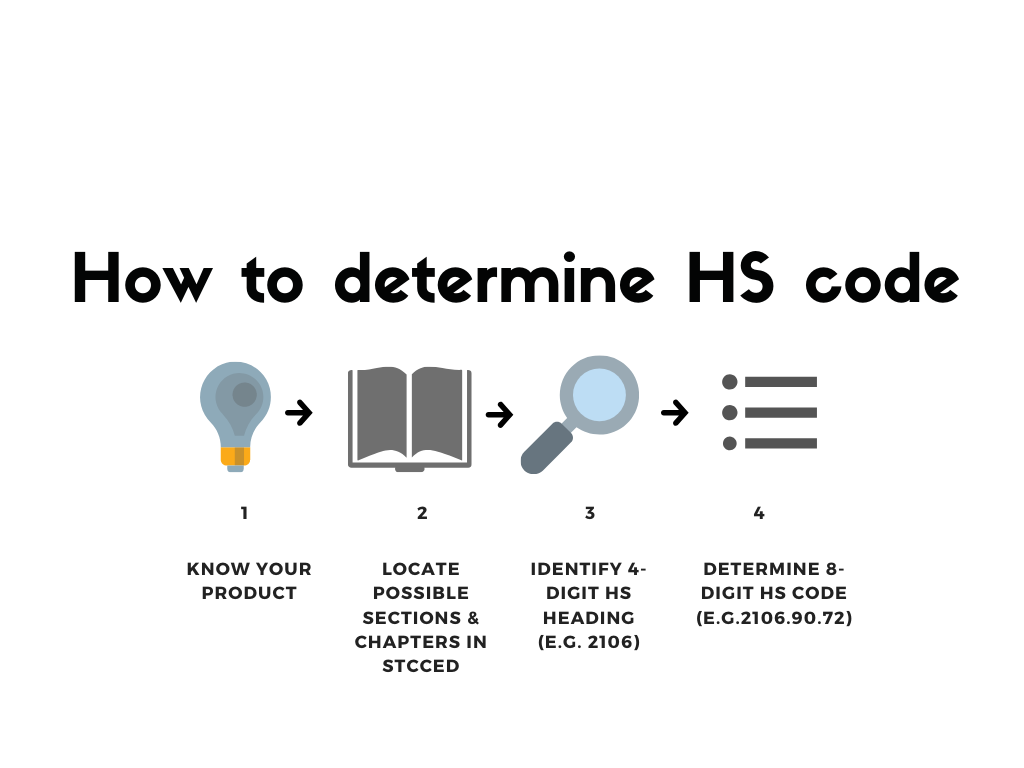 How to determine HS code
1
KNOW YOUR
PRODUCT
2
LOCATE
POSSIBLE
SECTIONS &
CHAPTERS IN
STCCED
3
IDENTIFY 4-
DIGIT HS
HEADING
(E.G. 2106)
4
DETERMINE 8-
DIGIT HS CODE
(E.G.2106.90.72)